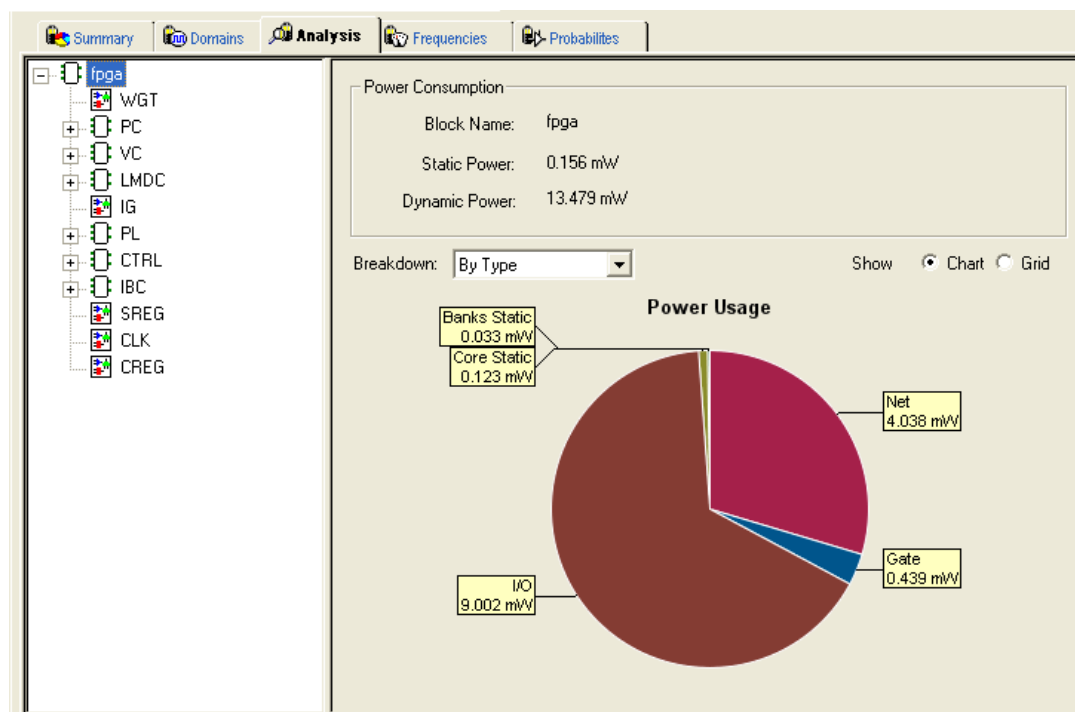 Summary Domains Analysis Frequencies Probabilites
fpga
WGT
PC
VC
LMDC
IG
PL
CTRL
IBC
SREG
CLK
CREG
Power Consumption
Block Name: fpga
Static Power: 0.156 mW
Dynamic Power: 13.479 mW
Breakdown: By Type Show Chart Grid
Power Usage
Banks Static
0.033 mW
Core Static
0.123 mW
Net
4.038 mW
Gate
0.439 mW
I/O
9.002 mW